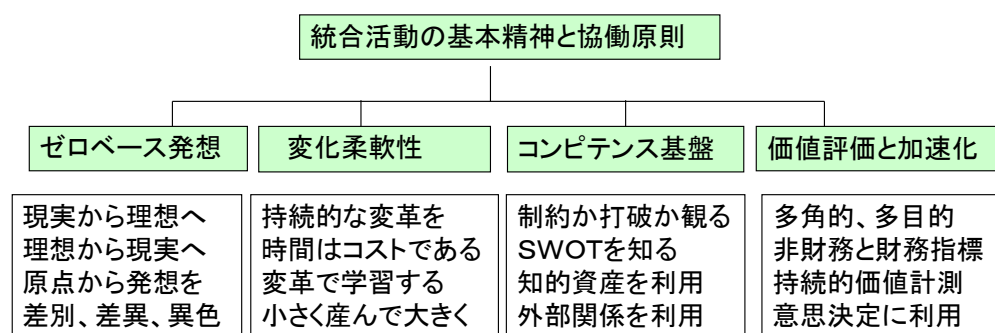 統合活動の基本精神と協働原則
ゼロベース発想
変化柔軟性
コンピテンス基盤
価値評価と加速化
現実から理想へ
理想から現実へ
原点から発想を
差別、差異、異色
持続的な変革を
時間はコストである
変革で学習する
小さく産んで大きく
制約か打破か観る
SWOTを知る
知的資産を利用
外部関係を利用
多角的、多目的
非財務と財務指標
持続的価値計測
意思決定に利用